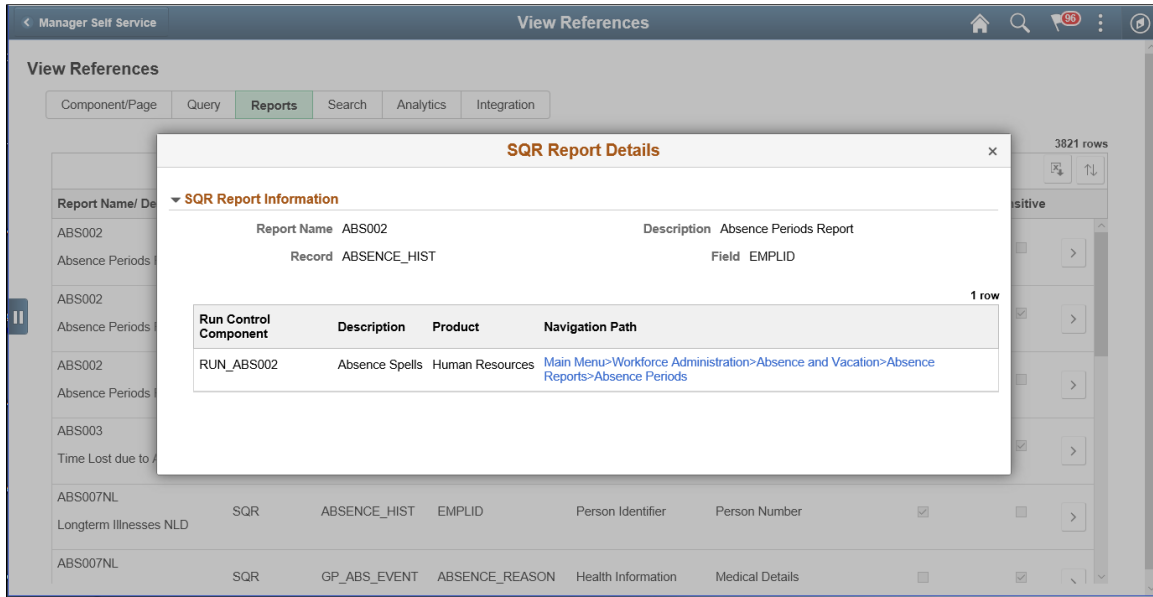 Manager Self Service
View References
96
View References
Component/Page Query Reports Search Analytics Integration
3821 rows
SQR Report Details
×
Report Name/ De
sitive
SQR Report Information
Report Name ABS002
Description Absence Periods Report
Record ABSENCE_HIST
Field EMPLID
1 row
Run Control Component Description Product Navigation Path
RUN_ABS002 Absence Spells Human Resources Main Menu>Workforce Administration>Absence and Vacation>Absence
Reports>Absence Periods
ABS002
Absence Periods
ABS002
Absence Periods
ABS002
Absence Periods
ABS003
Time Lost due to
ABS007NL
Longterm Illnesses NLD
SQR ABSENCE_HIST EMPLID Person Identifier Person Number
ABS007NL
SQR GP_ABS_EVENT ABSENCE_REASON Health Information Medical Details